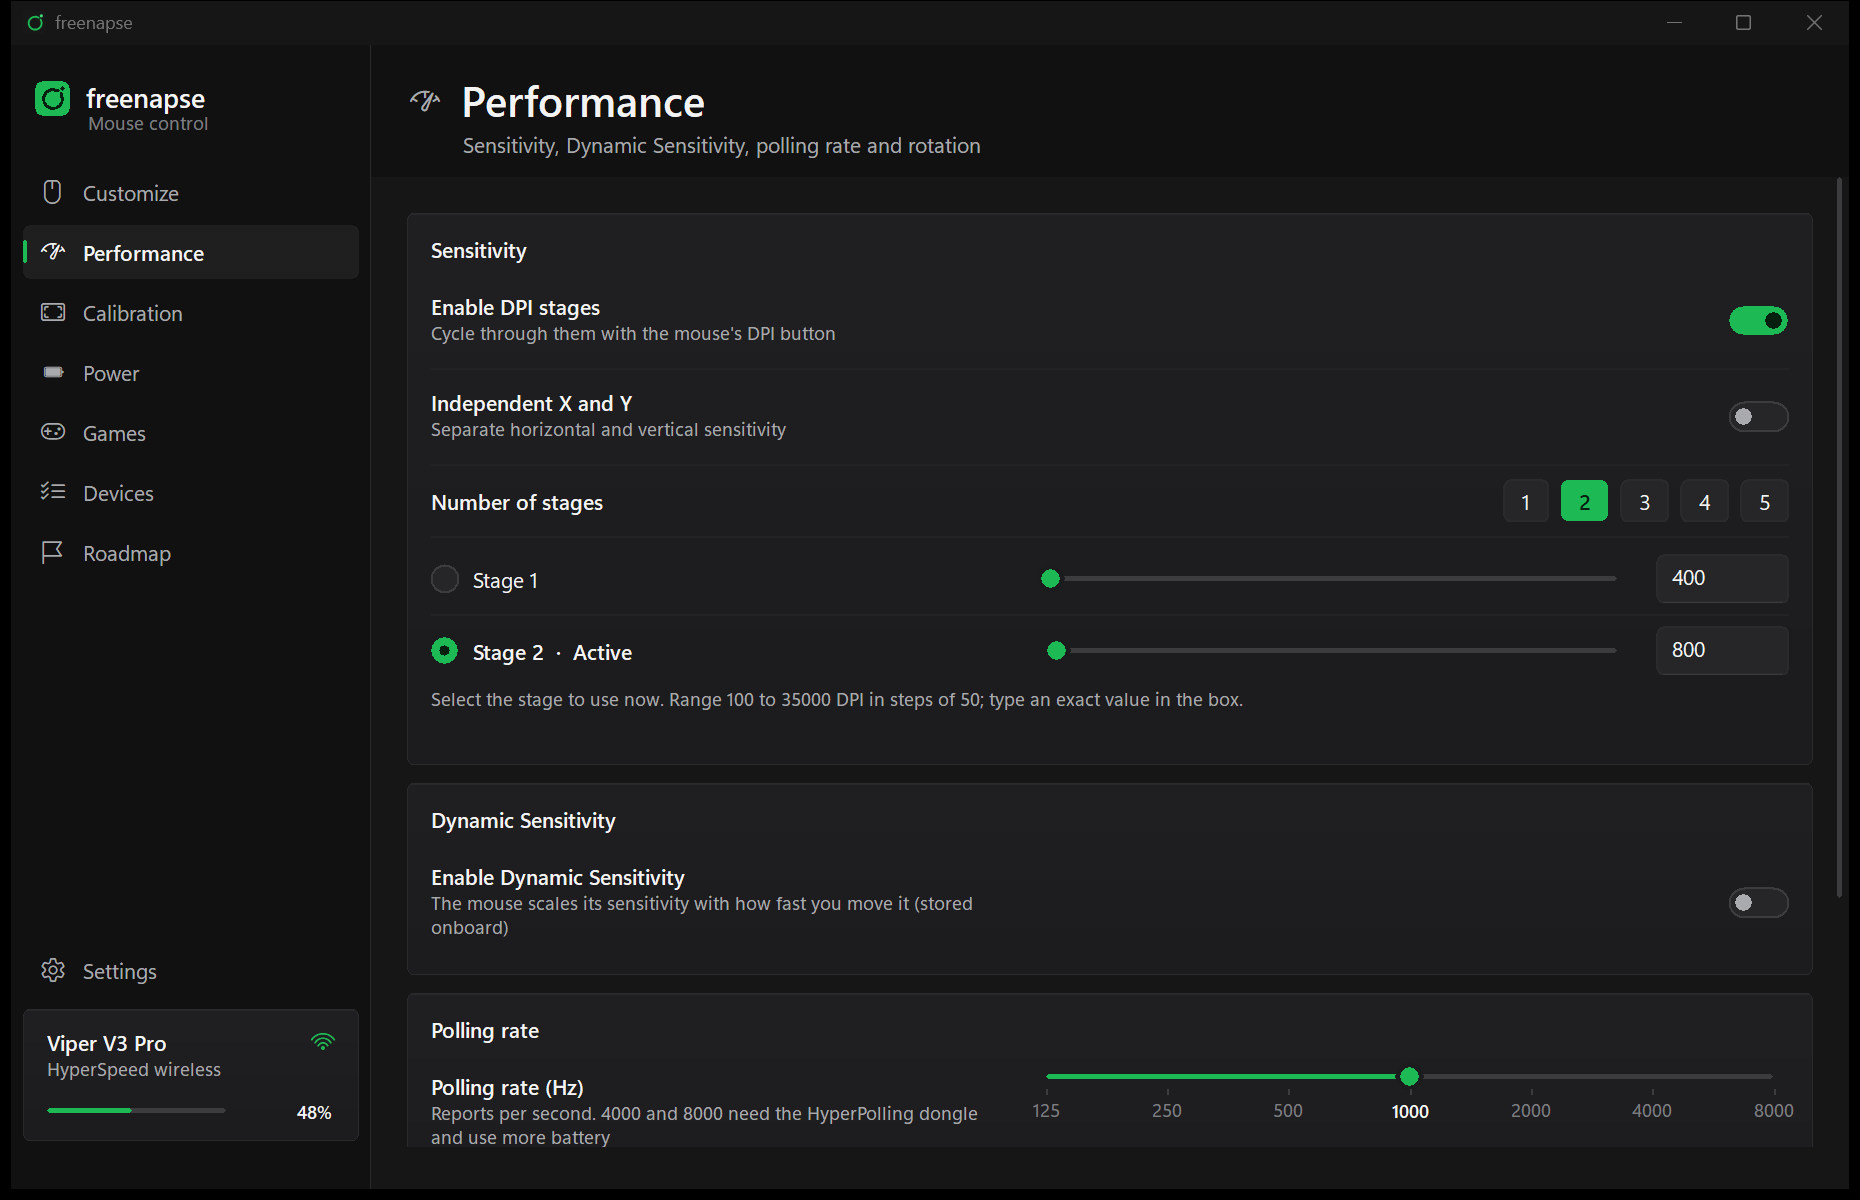 freenapse
freenapse
Mouse control
Customize
Performance
Calibration
Power
Games
Devices
Roadmap
Settings
Viper V3 Pro
HyperSpeed wireless
48%
Performance
Sensitivity, Dynamic Sensitivity, polling rate and rotation
Sensitivity
Enable DPI stages
Cycle through them with the mouse's DPI button
Independent X and Y
Separate horizontal and vertical sensitivity
Number of stages
1 2 3 4 5
Stage 1
400
Stage 2 · Active
800
Select the stage to use now. Range 100 to 35000 DPI in steps of 50; type an exact value in the box.
Dynamic Sensitivity
Enable Dynamic Sensitivity
The mouse scales its sensitivity with how fast you move it (stored
onboard)
Polling rate
Polling rate (Hz)
Reports per second. 4000 and 8000 need the HyperPolling dongle
and use more battery
125 250 500 1000 2000 4000 8000